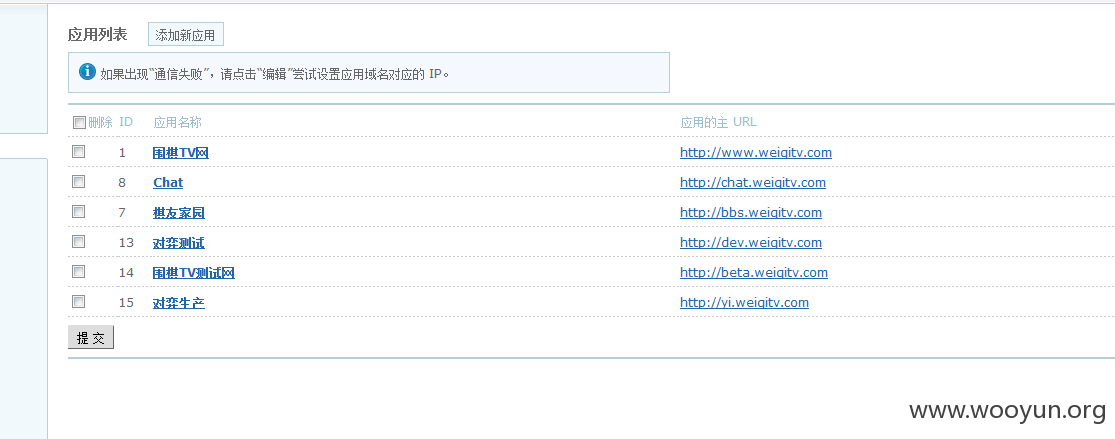 应用列表 添加新应用
如果出现“通信失败”，请点击“编辑”尝试设置应用域名对应的 IP。
删除 ID 应用名称 应用的主 URL
1 围棋TV网 http://www.weiqitv.com
8 Chat http://chat.weiqitv.com
7 棋友家园 http://bbs.weiqitv.com
13 对弈测试 http://dev.weiqitv.com
14 围棋TV测试网 http://beta.weiqitv.com
15 对弈生产 http://yi.weiqitv.com
提 交
www.wooyun.org